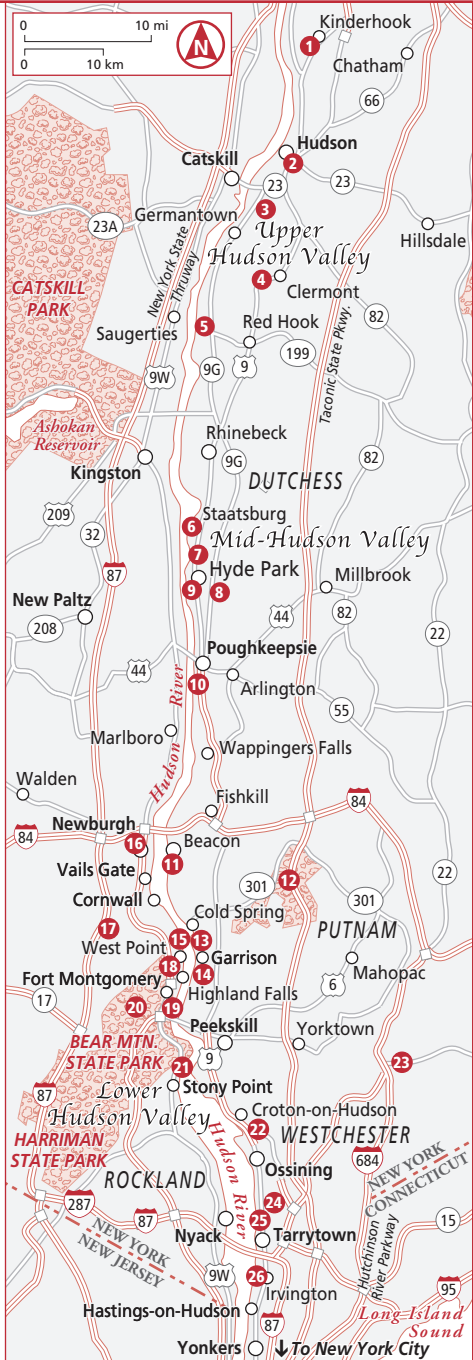 0 10 mi
0 10 km
N
Kinderhook
1
Chatham
66
Hudson
2
Catskill
23
23
Germantown
3
23A
Upper
Hudson Valley
Hillsdale
New York State
Thruway
CATSKILL
PARK
4
Clermont
82
Saugerties
5
Red Hook
199
Taconic State Pkwy.
9W
9G
9
Ashokan
Reservoir
Rhinebeck
Kingston
9G
82
DUTCHESS
209
32
Staatsburg
6
Mid-Hudson Valley
7
87
Hyde Park
9
8
Millbrook
New Paltz
44
82
208
22
Poughkeepsie
44
10
Arlington
55
Hudson River
Marlboro
Wappingers Falls
Walden
Fishkill
84
Newburgh
84
16
Beacon
11
Vails Gate
12
22
301
301
Cornwall
Cold Spring
17
PUTNAM
15
13
West Point
Garrison
18
14
Mahopac
Fort Montgomery
6
Highland Falls
17
20
19
Peekskill
Yorktown
9
BEAR MTN.
STATE PARK
23
21
Stony Point
Lower
Hudson Valley
87
Croton-on-Hudson
22
WESTCHESTER
HARRIMAN
STATE PARK
Hudson River
Ossining
684
NEW YORK
CONNECTICUT
ROCKLAND
24
287
87
25
15
Nyack
Tarrytown
NEW YORK
NEW JERSEY
Hutchinson
River Parkway
9W
26
Irvington
95
Hastings-on-Hudson
87
Long Island
Sound
Yonkers
↓To New York City